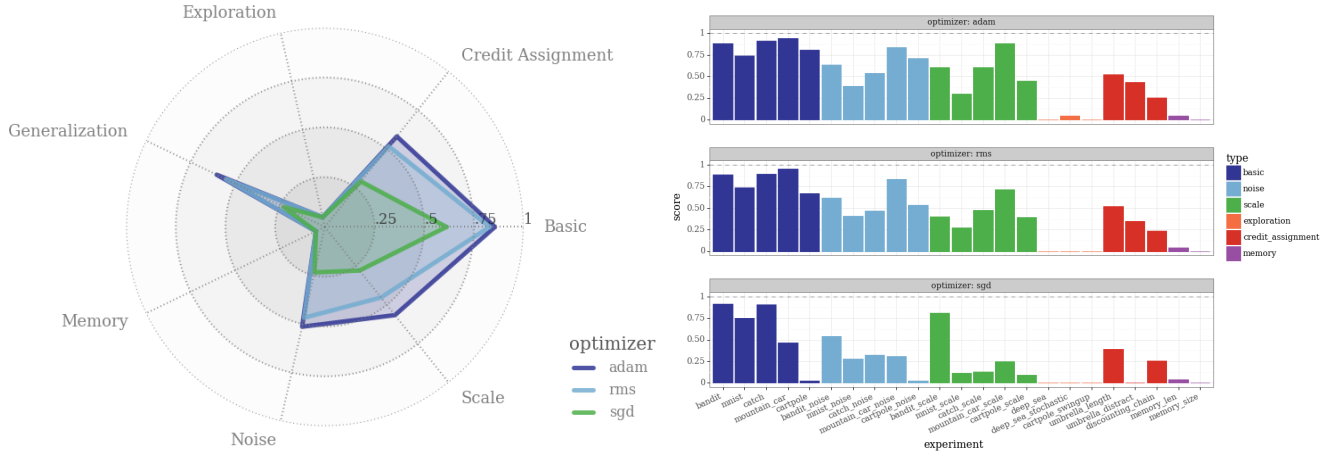 Exploration
Credit Assignment
Generalization
.25
.5
.75
1
Basic
Memory
Scale
Noise
optimizer
adam
rms
sgd
optimizer: adam
1
0.75
0.50
0.25
0
optimizer: rms
1
0.75
0.50
0.25
0
optimizer: sgd
1
0.75
0.50
0.25
0
score
bandit
mnist
catch
mountain_car
cartpole
bandit_noise
mnist_noise
catch_noise
mountain_car_noise
cartpole_noise
bandit_scale
mnist_scale
catch_scale
mountain_car_scale
cartpole_scale
deep_sea
deep_sea_stochastic
cartpole_swingup
umbrella_length
umbrella_distract
discounting_chain
memory_len
memory_size
experiment
type
basic
noise
scale
exploration
credit_assignment
memory